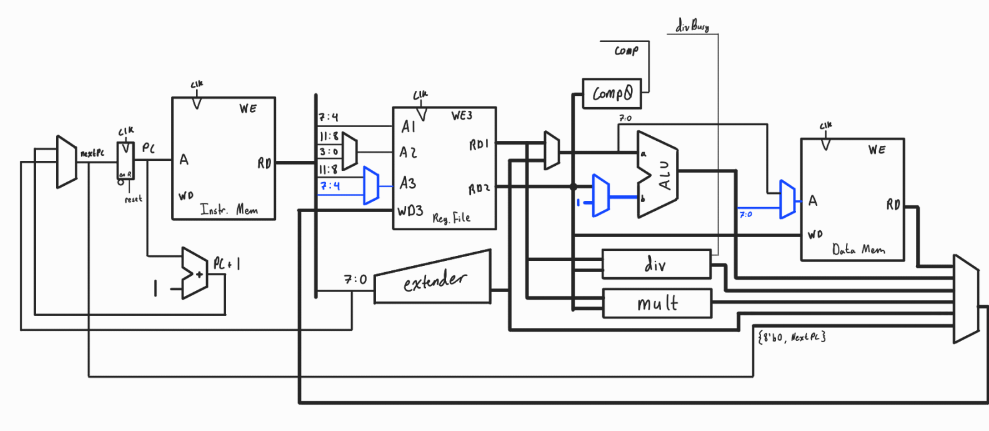 divBusy
Comp
Comp0
Clk
WE
A
RD
WD
Instr. Mem
nextPC
Clk
PC
reset
PC+1
1
+
7:4
11:8
3:0
11:8
7:4
Clk
WE3
A1
A2
A3
WD3
RD1
RD2
Reg. File
7:0
extender
7:0
a
b
ALU
1
div
mult
Clk
WE
A
RD
WD
Data Mem
7:0
{8'b0, NextPC}